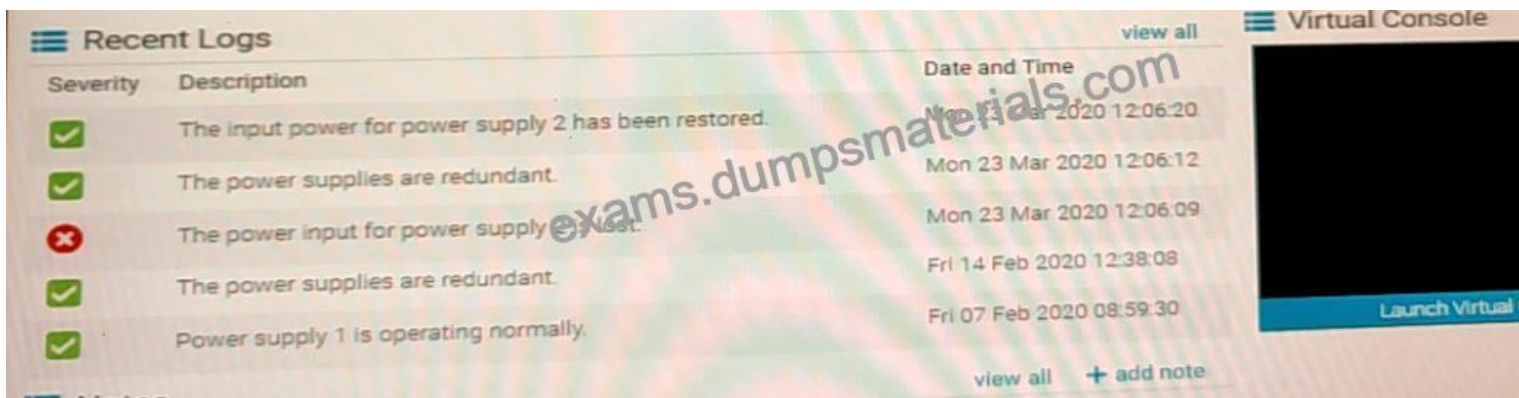 Recent Logs
view all
Virtual Console
Severity Description Date and Time
The input power for power supply 2 has been restored. 2020 12:06:20
The power supplies are redundant. Mon 23 Mar 2020 12:06:12
The power input for power supply Mon 23 Mar 2020 12:06:09
The power supplies are redundant. Fri 14 Feb 2020 12:38:08
Power supply 1 is operating normally. Fri 07 Feb 2020 08:59:30
Launch Virtual
view all + add note
exams.dumpsmaterials.com